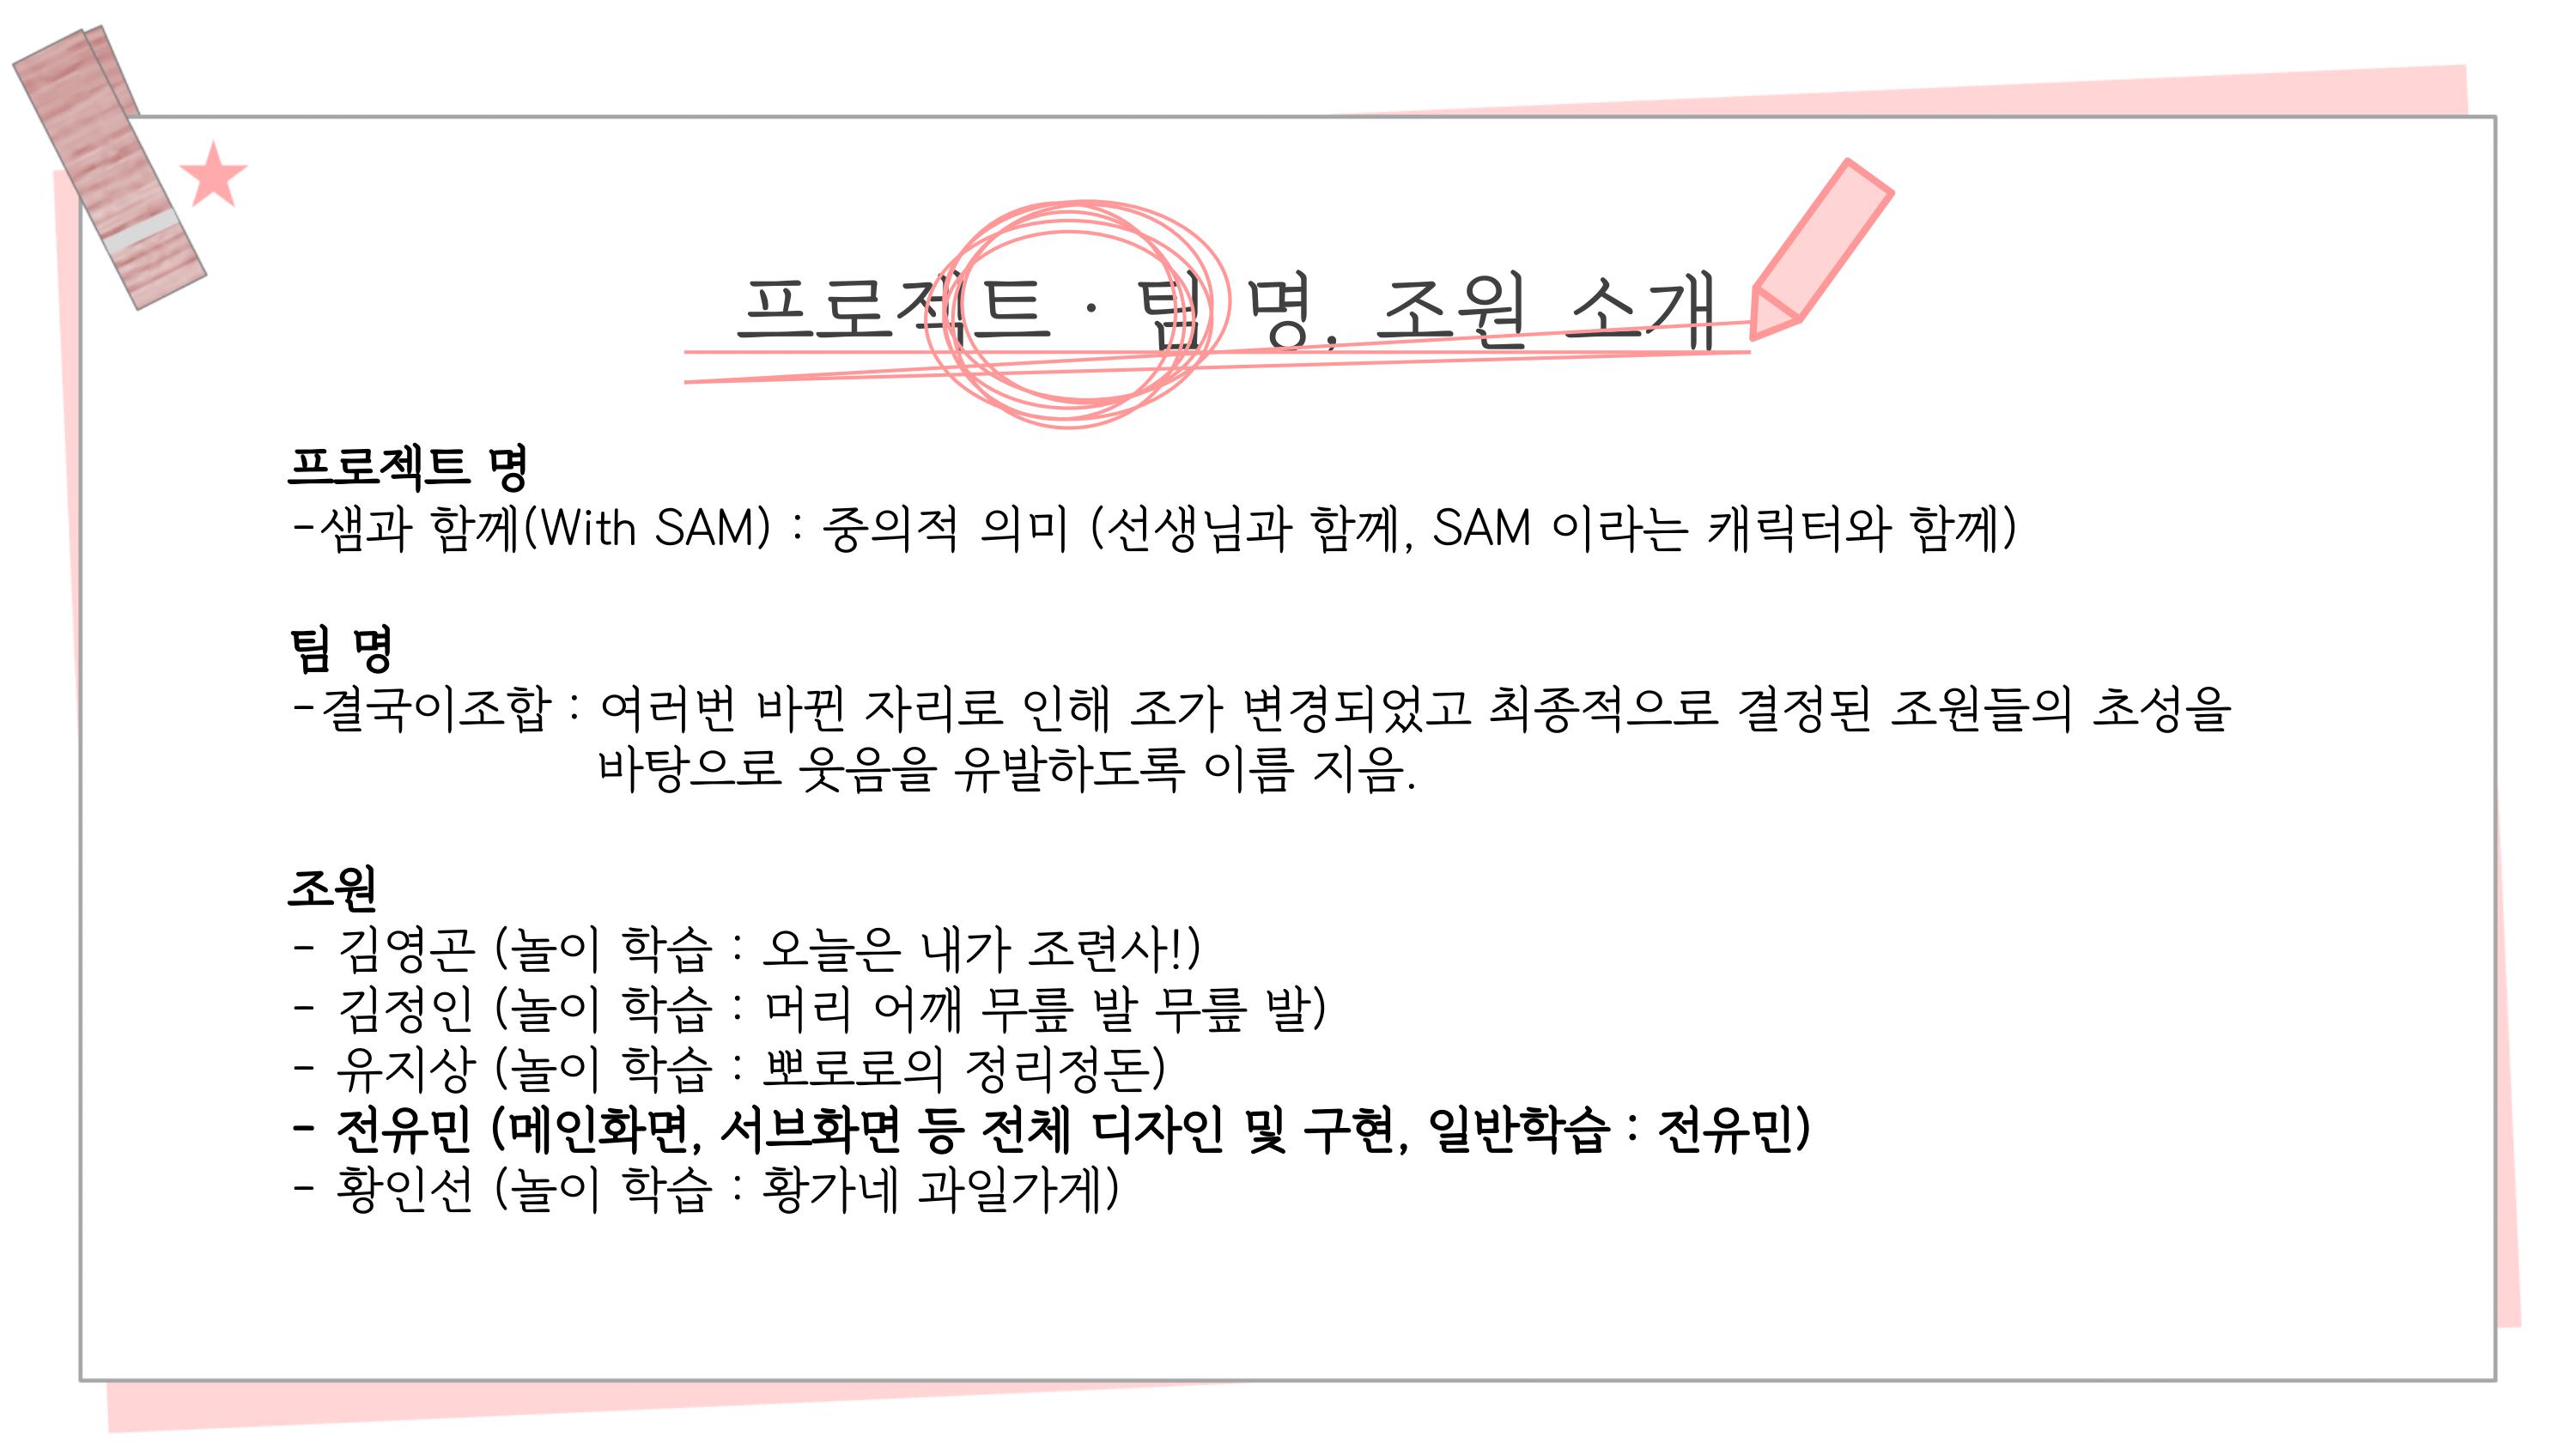 프로젝트 · 팀 명, 조원 소개
프로젝트 명
-샘과 함께(With SAM) : 중의적 의미 (선생님과 함께, SAM 이라는 캐릭터와 함께)
팀 명
-결국이조합 : 여러번 바뀐 자리로 인해 조가 변경되었고 최종적으로 결정된 조원들의 초성을
바탕으로 웃음을 유발하도록 이름 지음.
조원
- 김영곤 (놀이 학습 : 오늘은 내가 조련사!)
- 김정인 (놀이 학습 : 머리 어깨 무릎 발 무릎 발)
- 유지상 (놀이 학습 : 뽀로로의 정리정돈)
- 전유민 (메인화면, 서브화면 등 전체 디자인 및 구현, 일반학습 : 전유민)
- 황인선 (놀이 학습 : 황가네 과일가게)